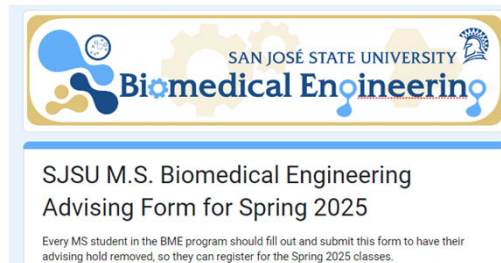 SAN JOSÉ STATE UNIVERSITY
Biomedical Engineering
SJSU M.S. Biomedical Engineering
Advising Form for Spring 2025
Every MS student in the BME program should fill out and submit this form to have their
advising hold removed, so they can register for the Spring 2025 classes.